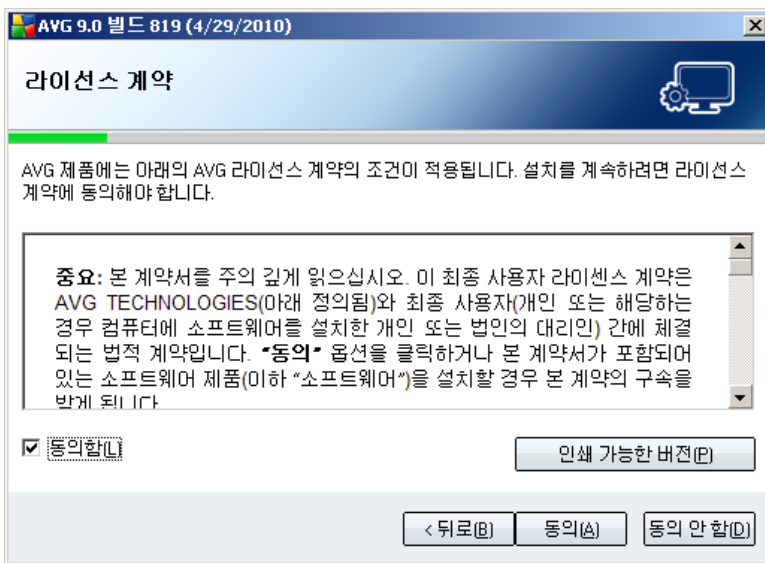 AVG 9.0 빌드 819 (4/29/2010)
라이선스 계약
AVG 제품에는 아래의 AVG 라이선스 계약의 조건이 적용됩니다. 설치를 계속하려면 라이선스
계약에 동의해야 합니다.
중요: 본 계약서를 주의 깊게 읽으십시오. 이 최종 사용자 라이센스 계약은
AVG TECHNOLOGIES(아래 정의됨)와 최종 사용자(개인 또는 해당하는
경우 컴퓨터에 소프트웨어를 설치한 개인 또는 법인의 대리인) 간에 체결
되는 법적 계약입니다. “동의” 옵션을 클릭하거나 본 계약서가 포함되어
있는 소프트웨어 제품(이하 “소프트웨어”)을 설치할 경우 본 계약의 구속을
받게 됩니다.
동의함(L)
인쇄 가능한 버전(P)
< 뒤로(B)
동의(A)
동의 안 함(D)